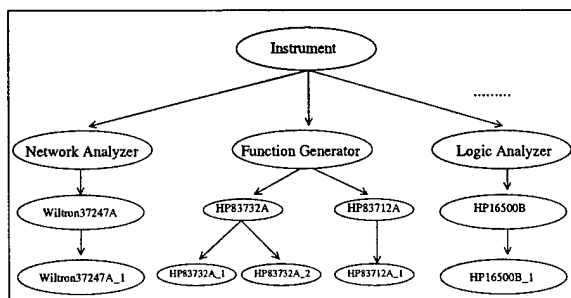 Instrument
.........
Network Analyzer
Function Generator
Logic Analyzer
Wiltron37247A
HP83732A
HP83712A
HP16500B
Wiltron37247A_1
HP83732A_1
HP83732A_2
HP83712A_1
HP16500B_1